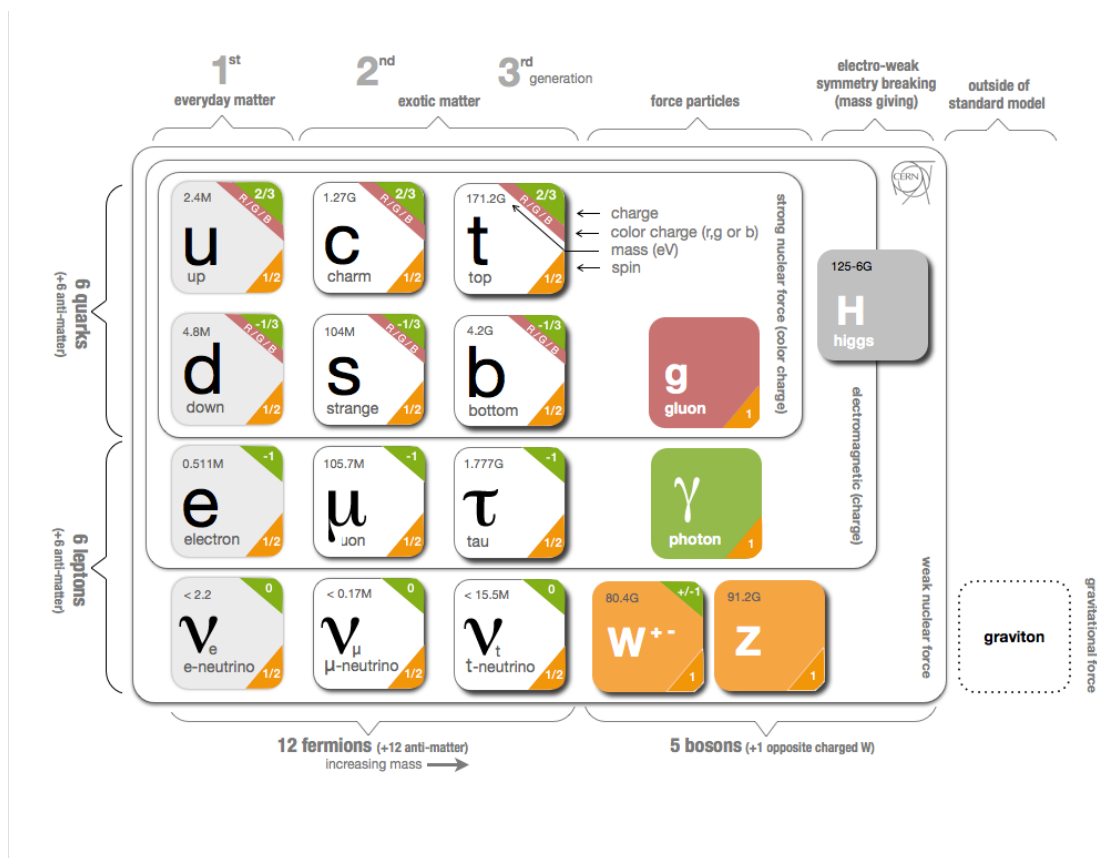 1st
everyday matter
2nd
3rd generation
exotic matter
force particles
electro-weak
symmetry breaking
(mass giving)
outside of
standard model
6 quarks
(+6 anti-matter)
6 leptons
(+6 anti-matter)
2.4M
2/3
R/G/B
u
up
1/2
1.27G
2/3
R/G/B
c
charm
1/2
171.2G
2/3
R/G/B
t
top
1/2
charge
color charge (r,g or b)
mass (eV)
spin
strong nuclear force (color charge)
CERN
125-6G
H
higgs
4.8M
-1/3
R/G/B
d
down
1/2
104M
-1/3
R/G/B
s
strange
1/2
4.2G
-1/3
R/G/B
b
bottom
1/2
g
gluon
1
electromagnetic (charge)
0.511M
-1
e
electron
1/2
105.7M
-1
μ
uon
1/2
1.777G
-1
τ
tau
1/2
γ
photon
1
weak nuclear force
< 2.2
0
νe
e-neutrino
1/2
< 0.17M
0
νμ
μ-neutrino
1/2
< 15.5M
0
νt
t-neutrino
1/2
80.4G
+/-1
W+-
1
91.2G
Z
1
graviton
gravitational force
12 fermions (+12 anti-matter)
increasing mass
5 bosons (+1 opposite charged W)